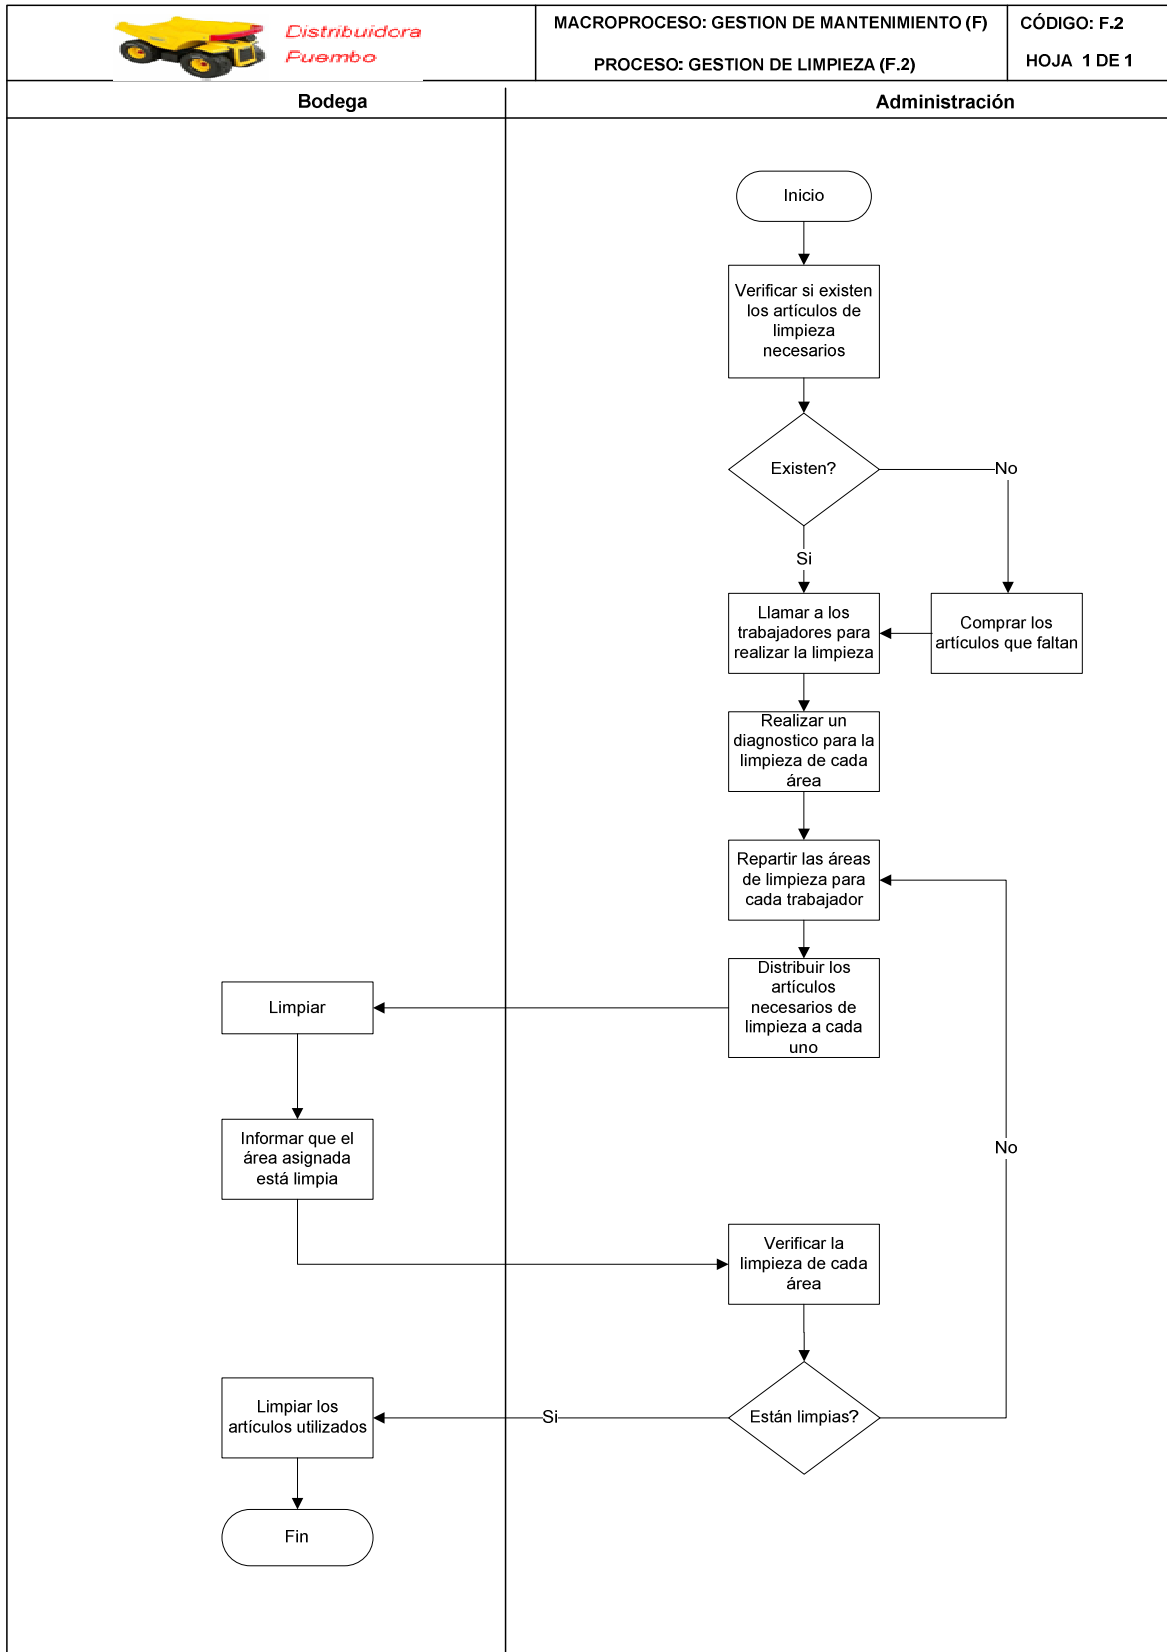 Distribuidora
Puembo
MACROPROCESO: GESTION DE MANTENIMIENTO (F)
PROCESO: GESTION DE LIMPIEZA (F.2)
CÓDIGO: F.2
HOJA 1 DE 1
Bodega
Administración
Inicio
Verificar si existen
los artículos de
limpieza
necesarios
Existen?
No
Si
Llamar a los
trabajadores para
realizar la limpieza
Comprar los
artículos que faltan
Realizar un
diagnostico para la
limpieza de cada
área
Repartir las áreas
de limpieza para
cada trabajador
Distribuir los
artículos
necesarios de
limpieza a cada
uno
Limpiar
Informar que el
área asignada
está limpia
No
Verificar la
limpieza de cada
área
Están limpias?
Si
Limpiar los
artículos utilizados
Fin